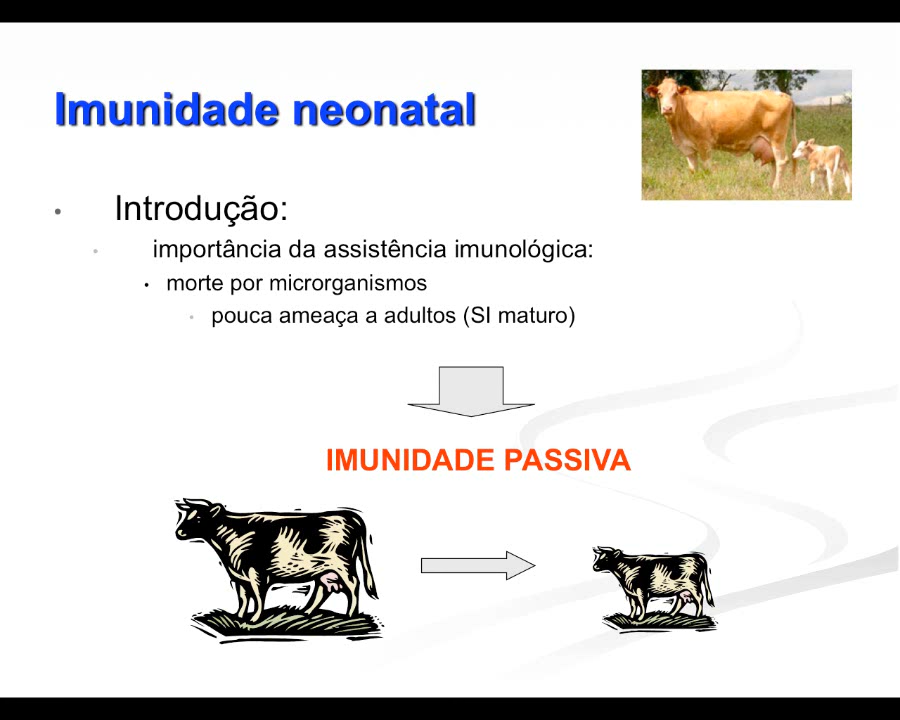 Imunidade neonatal
Introdução:
importância da assistência imunológica:
morte por microrganismos
pouca ameaça a adultos (SI maturo)
IMUNIDADE PASSIVA